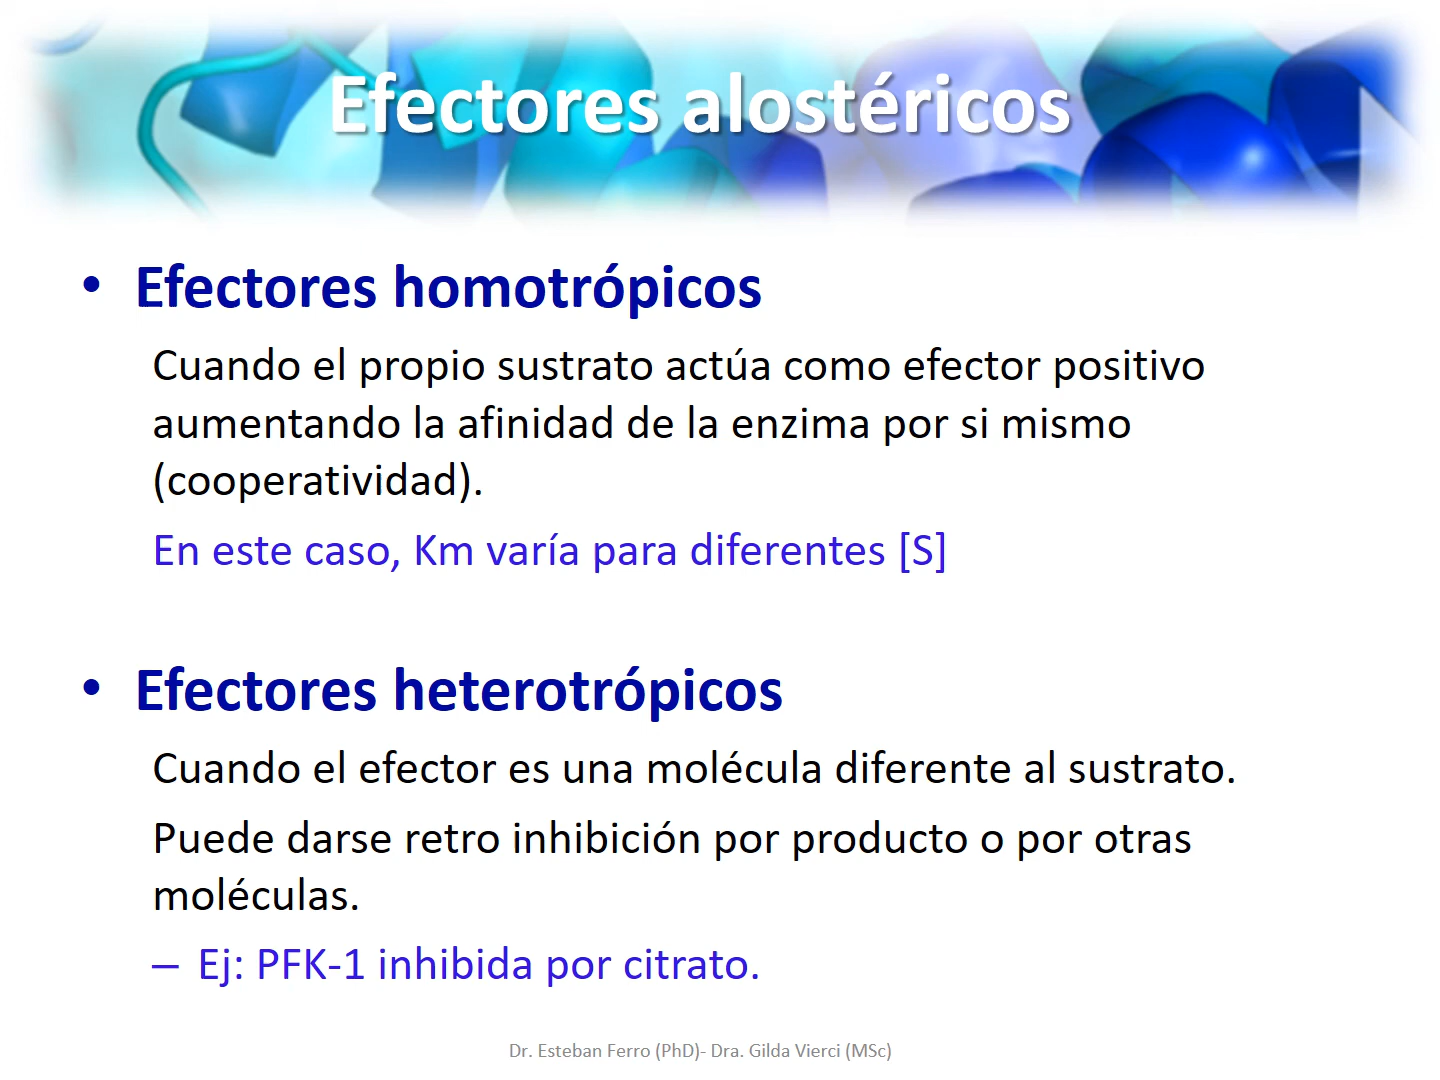 Efectores alostéricos
• Efectores homotrópicos
Cuando el propio sustrato actúa como efector positivo
aumentando la afinidad de la enzima por si mismo
(cooperatividad).
En este caso, Km varía para diferentes [S]
• Efectores heterotrópicos
Cuando el efector es una molécula diferente al sustrato.
Puede darse retro inhibición por producto o por otras
moléculas.
– Ej: PFK-1 inhibida por citrato.
Dr. Esteban Ferro (PhD)- Dra. Gilda Vierci (MSc)